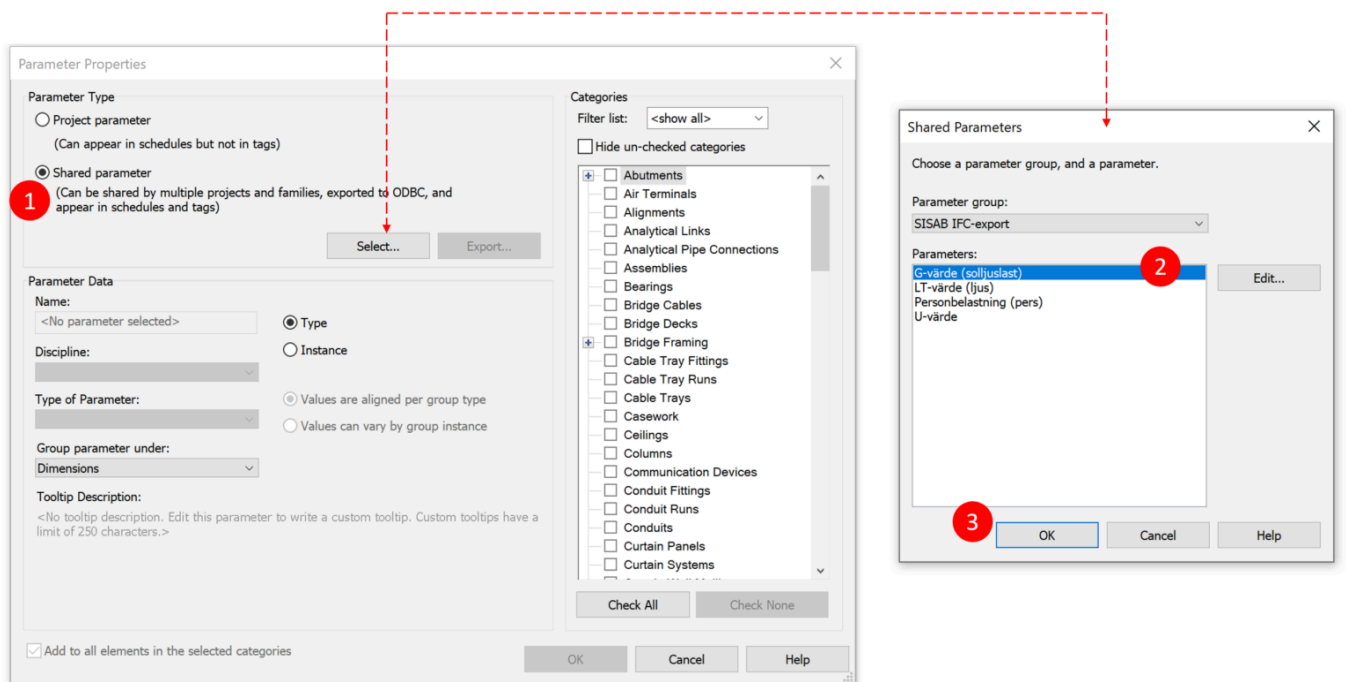 Parameter Properties
Parameter Type
Project parameter
(Can appear in schedules but not in tags)
Shared parameter
1
(Can be shared by multiple projects and families, exported to ODBC, and
appear in schedules and tags)
Select...
Export...
Parameter Data
Name:
<No parameter selected>
Type
Instance
Discipline:
Type of Parameter:
Values are aligned per group type
Values can vary by group instance
Group parameter under:
Dimensions
Tooltip Description:
<No tooltip description. Edit this parameter to write a custom tooltip. Custom tooltips have a
limit of 250 characters.>
Categories
Filter list:
<show all>
Hide un-checked categories
Abutments
Air Terminals
Alignments
Analytical Links
Analytical Pipe Connections
Assemblies
Bearings
Bridge Cables
Bridge Decks
Bridge Framing
Cable Tray Fittings
Cable Tray Runs
Cable Trays
Casework
Ceilings
Columns
Communication Devices
Conduit Fittings
Conduit Runs
Conduits
Curtain Panels
Curtain Systems
Check All
Check None
Add to all elements in the selected categories
OK
Cancel
Help
Shared Parameters
Choose a parameter group, and a parameter.
Parameter group:
SISAB IFC-export
Parameters:
G-värde (solljuslast)
2
LT-värde (ljus)
Personbelastning (pers)
U-värde
Edit...
3
OK
Cancel
Help